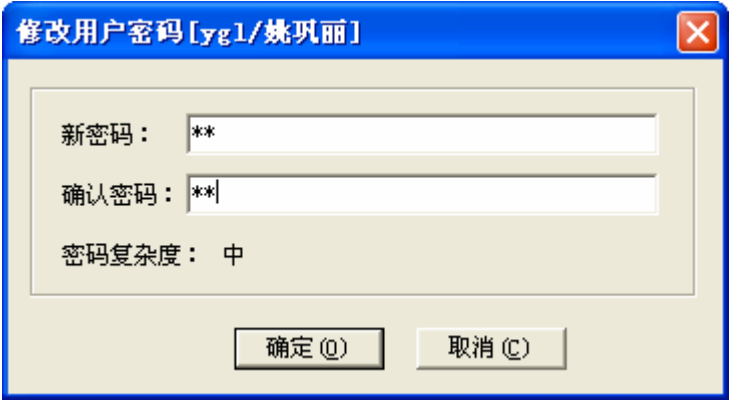 修改用户密码[ygl/姚巩丽]
新密码： **
确认密码： **
密码复杂度： 中
确定(O) 取消(C)